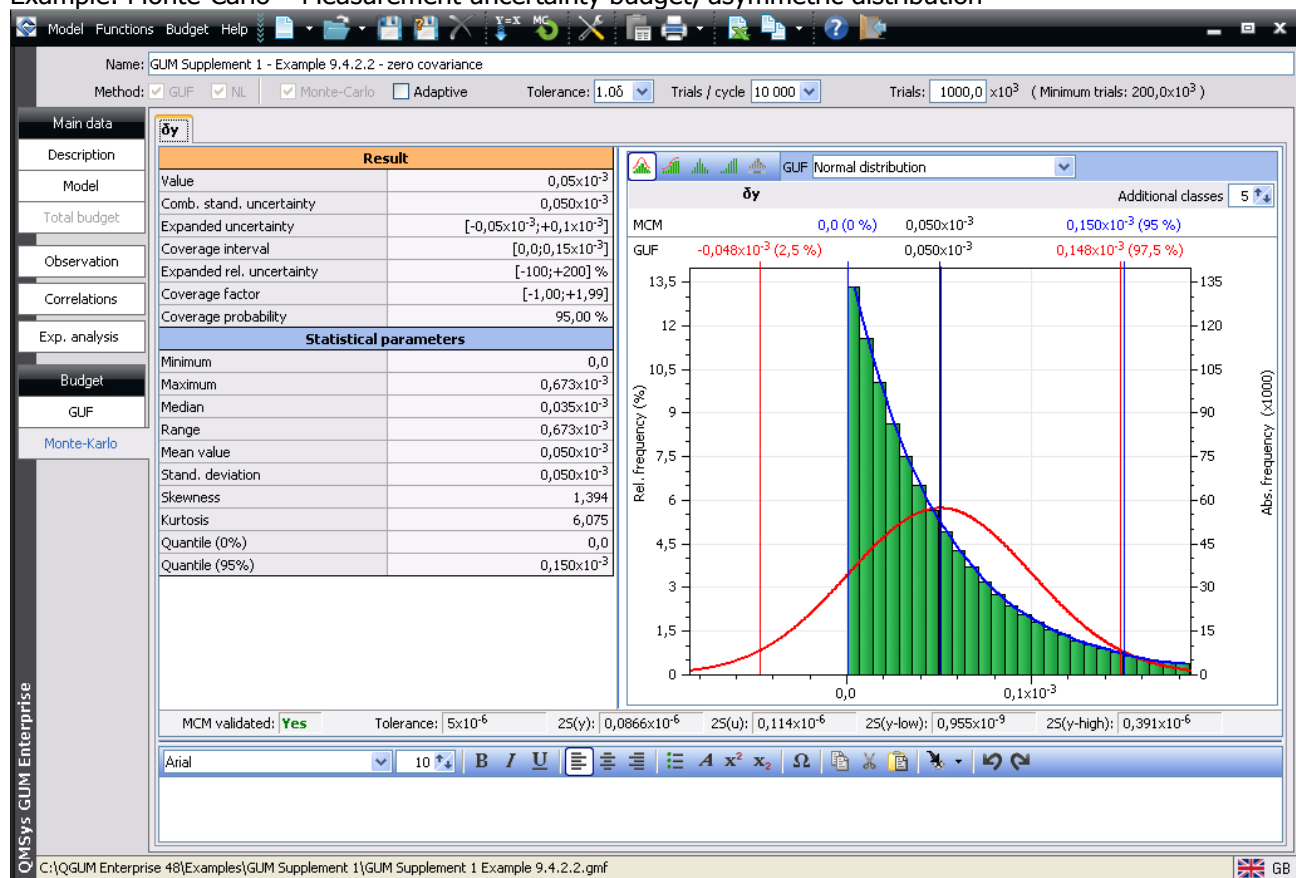 Example: Monte-Carlo – Measurement uncertainty budget, asymmetric distribution
Model Functions Budget Help Y=X MC
Name: GUM Supplement 1 - Example 9.4.2.2 - zero covariance
Method: GUF NL Monte-Carlo Adaptive Tolerance: 1.0δ Trials / cycle 10 000 Trials: 1000,0 x10³ ( Minimum trials: 200,0x10³ )
Main data
Description
Model
Total budget
Observation
Correlations
Exp. analysis
Budget
GUF
Monte-Karlo
δy
Result
Value 0,05x10⁻³
Comb. stand. uncertainty 0,050x10⁻³
Expanded uncertainty [-0,05x10⁻³;+0,1x10⁻³]
Coverage interval [0,0;0,15x10⁻³]
Expanded rel. uncertainty [-100;+200] %
Coverage factor [-1,00;+1,99]
Coverage probability 95,00 %
Statistical parameters
Minimum 0,0
Maximum 0,673x10⁻³
Median 0,035x10⁻³
Range 0,673x10⁻³
Mean value 0,050x10⁻³
Stand. deviation 0,050x10⁻³
Skewness 1,394
Kurtosis 6,075
Quantile (0%) 0,0
Quantile (95%) 0,150x10⁻³
GUF Normal distribution
δy Additional classes 5
MCM 0,0 (0 %) 0,050x10⁻³ 0,150x10⁻³ (95 %)
GUF -0,048x10⁻³ (2,5 %) 0,050x10⁻³ 0,148x10⁻³ (97,5 %)
Rel. frequency (%)
13,5
12
10,5
9
7,5
6
4,5
3
1,5
0
135
120
105
90
75
60
45
30
15
0
Abs. frequency (x1000)
0,0 0,1x10⁻³
MCM validated: Yes Tolerance: 5x10⁻⁶ 2S(y): 0,0866x10⁻⁶ 2S(u): 0,114x10⁻⁶ 2S(y-low): 0,955x10⁻⁹ 2S(y-high): 0,391x10⁻⁶
Arial 10 B I U A x² x₂ Ω
QMSys GUM Enterprise
C:\QGUM Enterprise 48\Examples\GUM Supplement 1\GUM Supplement 1 Example 9.4.2.2.gmf GB